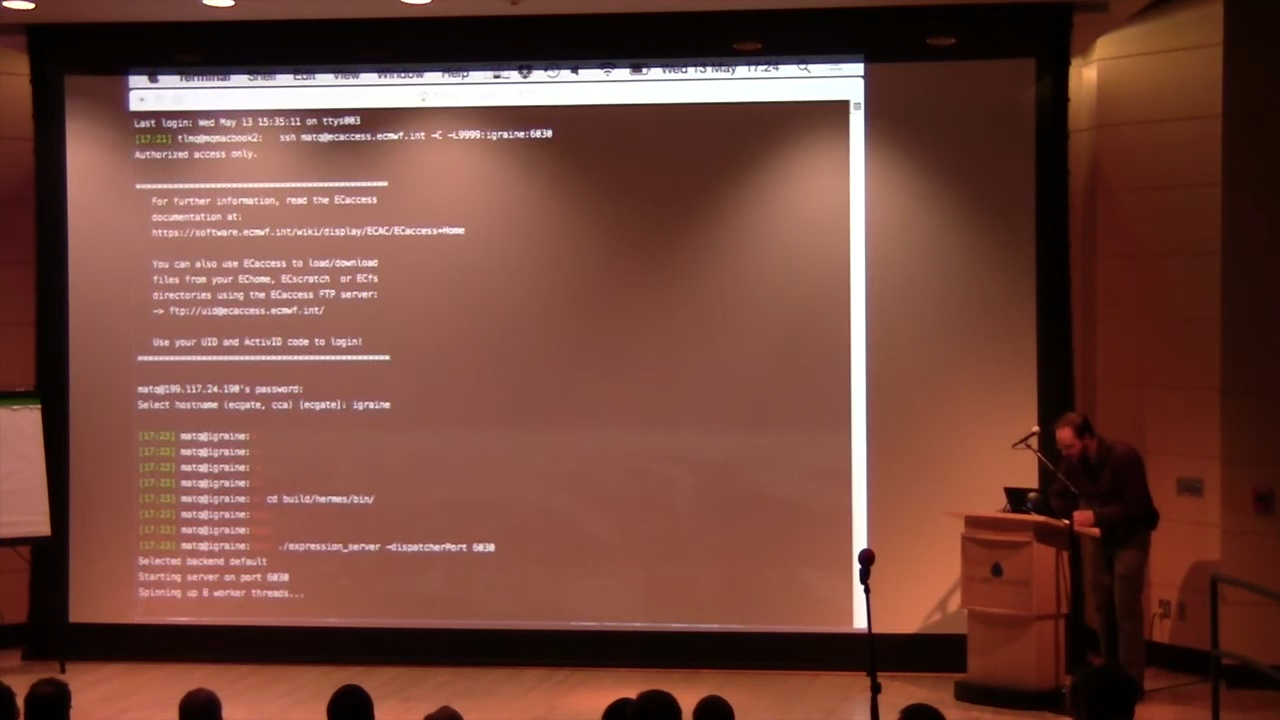 Terminal Shell Edit View Window Help Wed 13 May 17:24
Last login: Wed May 13 15:35:11 on ttys003
[17:21] tlmq@mqmacbook2: ssh matq@ecaccess.ecmwf.int -C -L9999:igraine:6030
Authorized access only.
For further information, read the ECaccess
documentation at:
https://software.ecmwf.int/wiki/display/ECAC/ECaccess+Home
You can also use ECaccess to load/download
files from your EChome, ECscratch or ECfs
directories using the ECaccess FTP server:
-> ftp://uid@ecaccess.ecmwf.int/
Use your UID and ActivID code to login!
matq@199.117.24.190's password:
Select hostname (ecgate, cca) [ecgate]: igraine
[17:23] matq@igraine:
[17:23] matq@igraine:
[17:23] matq@igraine:
[17:23] matq@igraine:
[17:23] matq@igraine: cd build/hermes/bin/
[17:23] matq@igraine:
[17:23] matq@igraine:
[17:23] matq@igraine: ./expression_server -dispatcherPort 6030
Selected backend default
Starting server on port 6030
Spinning up 8 worker threads...